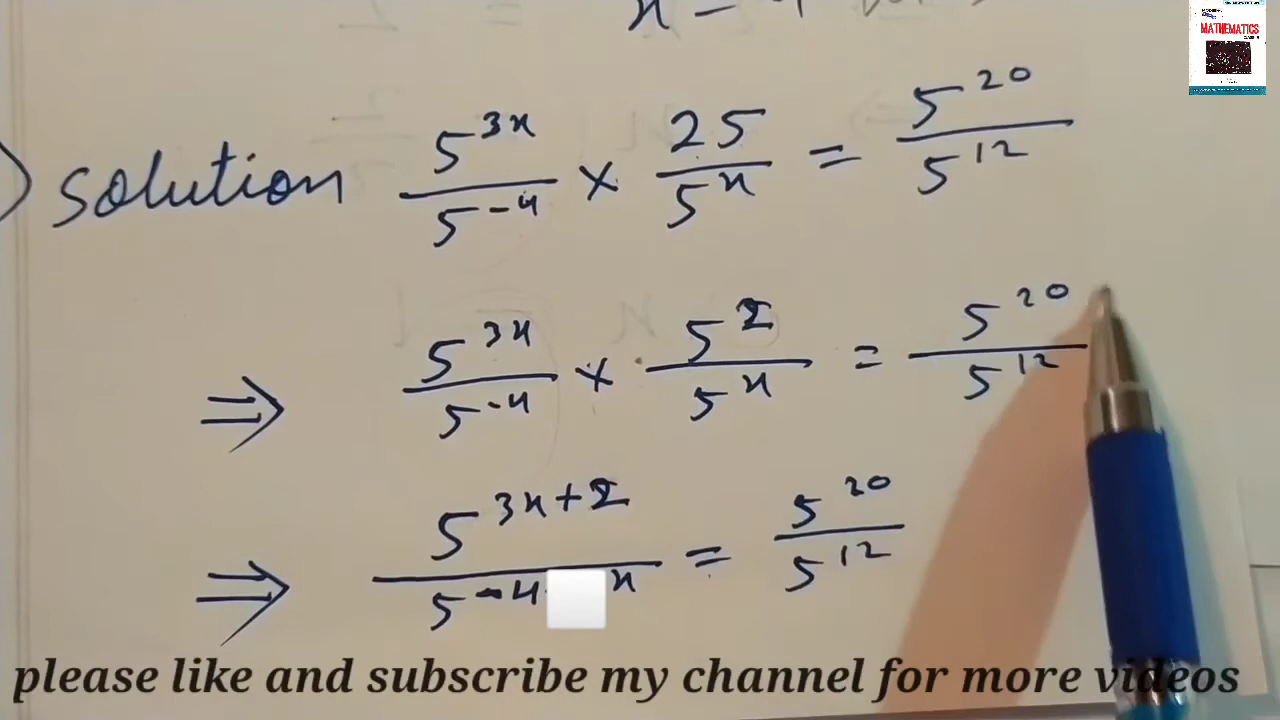 ) Solution 5^3x / 5^-4 × 25 / 5^x = 5^20 / 5^12
⇒ 5^3x / 5^-4 × 5^2 / 5^x = 5^20 / 5^12
⇒ 5^3x+2 / 5^-4 x = 5^20 / 5^12
please like and subscribe my channel for more videos
MATHEMATICS